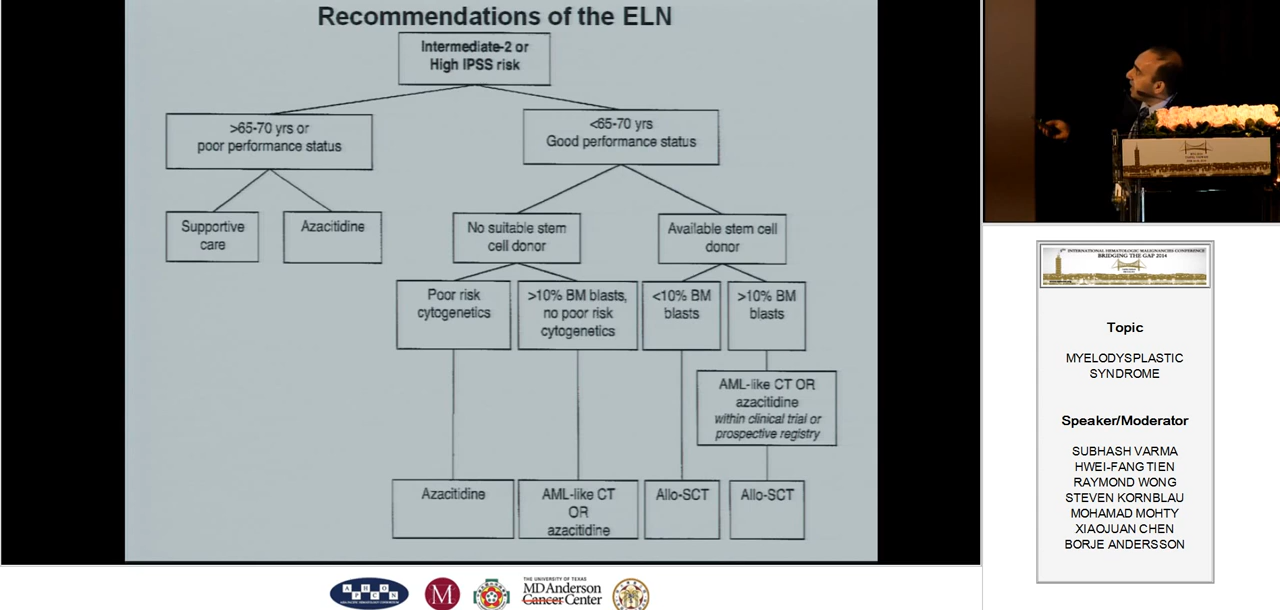 Recommendations of the ELN
Intermediate-2 or
High IPSS risk
>65-70 yrs or
poor performance status
<65-70 yrs
Good performance status
Supportive
care
Azacitidine
No suitable stem
cell donor
Available stem cell
donor
Poor risk
cytogenetics
>10% BM blasts,
no poor risk
cytogenetics
<10% BM
blasts
>10% BM
blasts
AML-like CT OR
azacitidine
within clinical trial or
prospective registry
Azacitidine
AML-like CT
OR
azacitidine
Allo-SCT
Allo-SCT
INTERNATIONAL HEMATOLOGIC MALIGNANCIES CONFERENCE
BRIDGING THE GAP 2014
Topic
MYELODYSPLASTIC
SYNDROME
Speaker/Moderator
SUBHASH VARMA
HWEI-FANG TIEN
RAYMOND WONG
STEVEN KORNBLAU
MOHAMAD MOHTY
XIAOJUAN CHEN
BORJE ANDERSSON
A H O N
A P C N
M
THE UNIVERSITY OF TEXAS
MD Anderson
Cancer Center